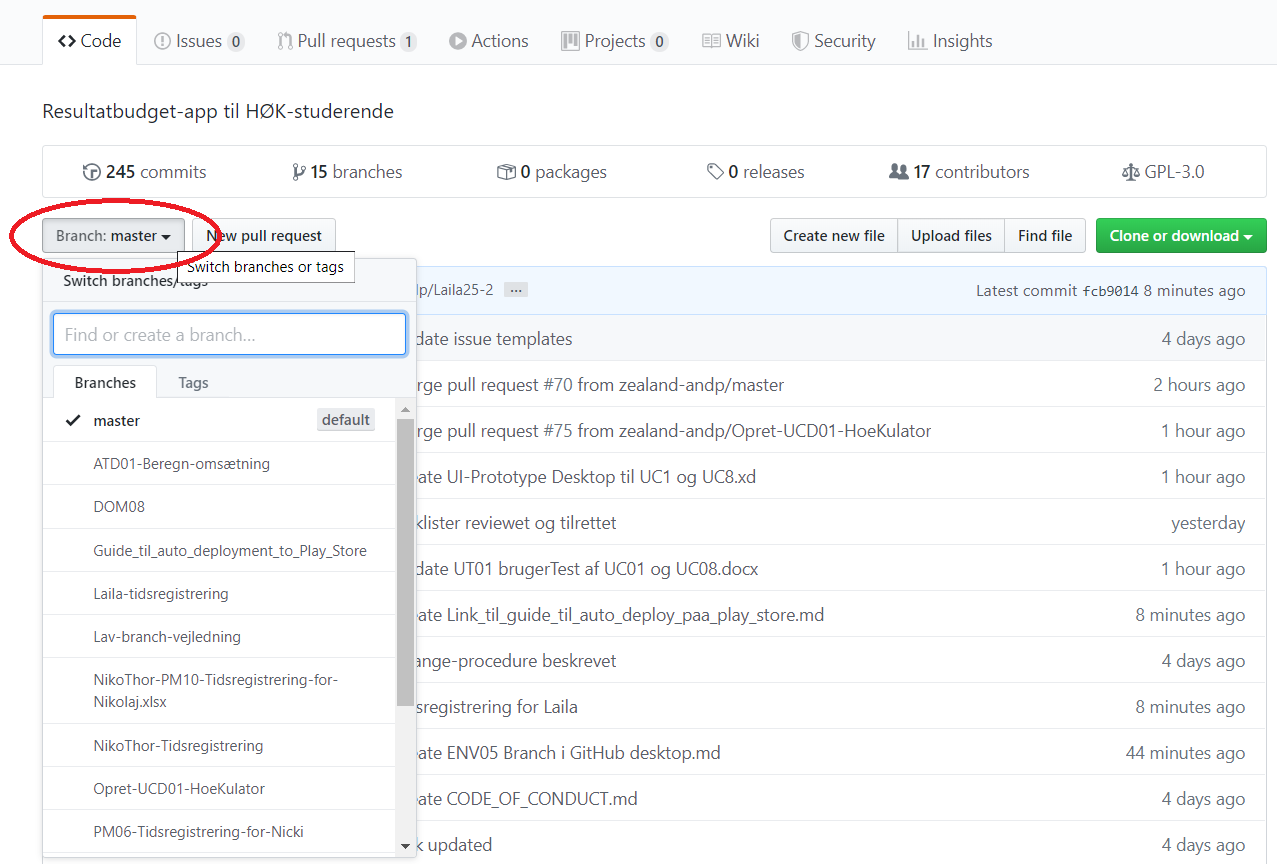 Code Issues 0 Pull requests 1 Actions Projects 0 Wiki Security Insights
Resultatbudget-app til HØK-studerende
245 commits 15 branches 0 packages 0 releases 17 contributors GPL-3.0
Branch: master New pull request Create new file Upload files Find file Clone or download
Switch branches or tags
Switch branches/tags
Find or create a branch...
Branches Tags
master default
ATD01-Beregn-omsætning
DOM08
Guide_til_auto_deployment_to_Play_Store
Laila-tidsregistrering
Lav-branch-vejledning
NikoThor-PM10-Tidsregistrering-for-
Nikolaj.xlsx
NikoThor-Tidsregistrering
Opret-UCD01-HoeKulator
PM06-Tidsregistrering-for-Nicki
lp/Laila25-2 ... Latest commit fcb9014 8 minutes ago
date issue templates 4 days ago
rge pull request #70 from zealand-andp/master 2 hours ago
rge pull request #75 from zealand-andp/Opret-UCD01-HoeKulator 1 hour ago
eate UI-Prototype Desktop til UC1 og UC8.xd 1 hour ago
klister reviewet og tilrettet yesterday
date UT01 brugerTest af UC01 og UC08.docx 1 hour ago
eate Link_til_guide_til_auto_deploy_paa_play_store.md 8 minutes ago
ange-procedure beskrevet 4 days ago
sregistrering for Laila 8 minutes ago
eate ENV05 Branch i GitHub desktop.md 44 minutes ago
eate CODE_OF_CONDUCT.md 4 days ago
k updated 4 days ago